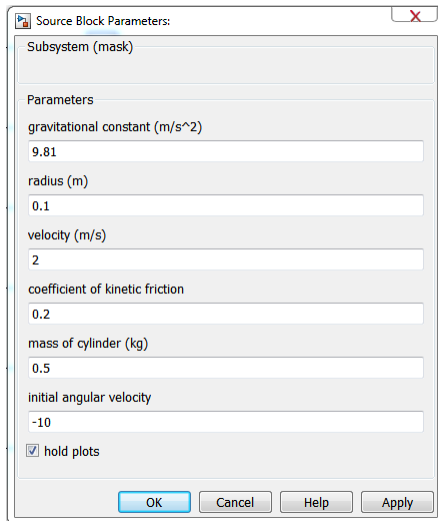 Source Block Parameters:
Subsystem (mask)
Parameters
gravitational constant (m/s^2)
9.81
radius (m)
0.1
velocity (m/s)
2
coefficient of kinetic friction
0.2
mass of cylinder (kg)
0.5
initial angular velocity
-10
hold plots
OK Cancel Help Apply